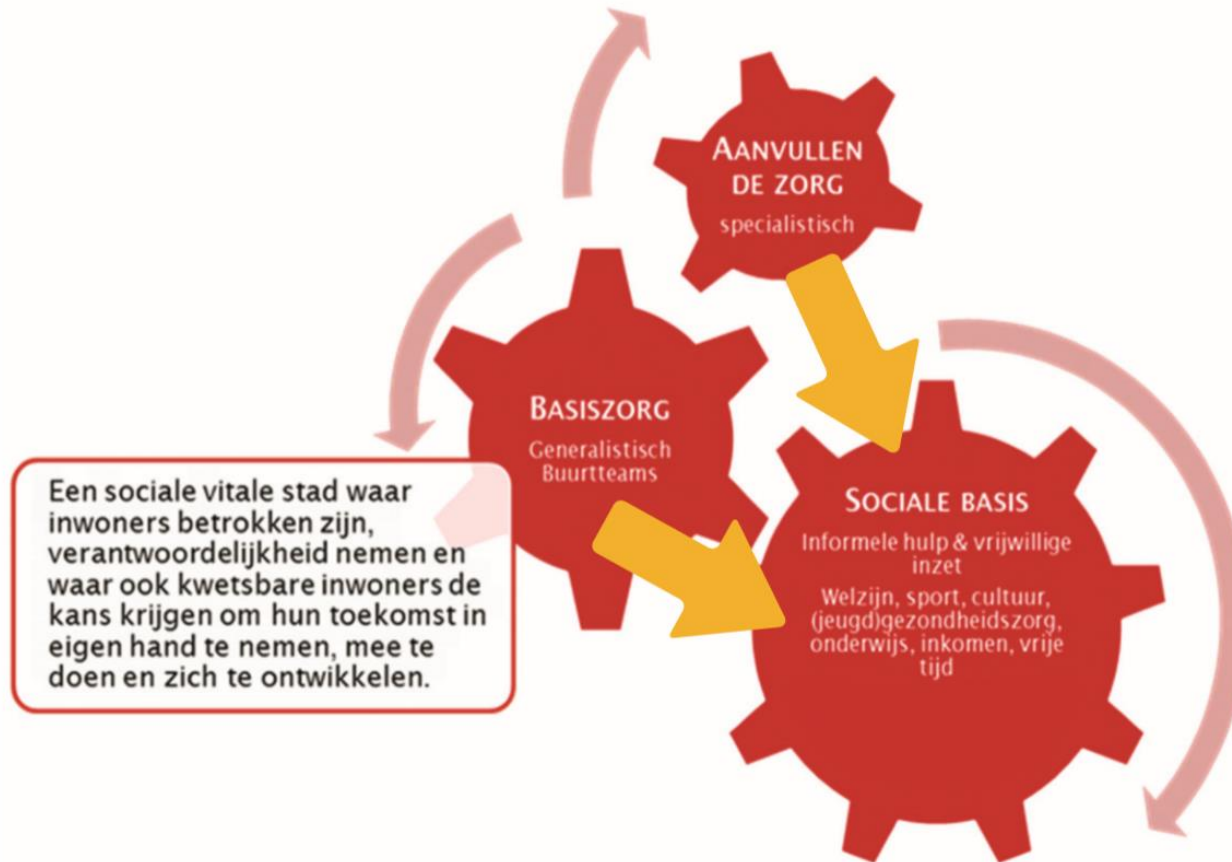 AANVULLEN
DE ZORG
specialistisch
BASISZORG
Generalistisch
Buurtteams
Een sociale vitale stad waar
inwoners betrokken zijn,
verantwoordelijkheid nemen en
waar ook kwetsbare inwoners de
kans krijgen om hun toekomst in
eigen hand te nemen, mee te
doen en zich te ontwikkelen.
SOCIALE BASIS
Informele hulp & vrijwillige
inzet
Welzijn, sport, cultuur,
(jeugd)gezondheidszorg,
onderwijs, inkomen, vrije
tijd